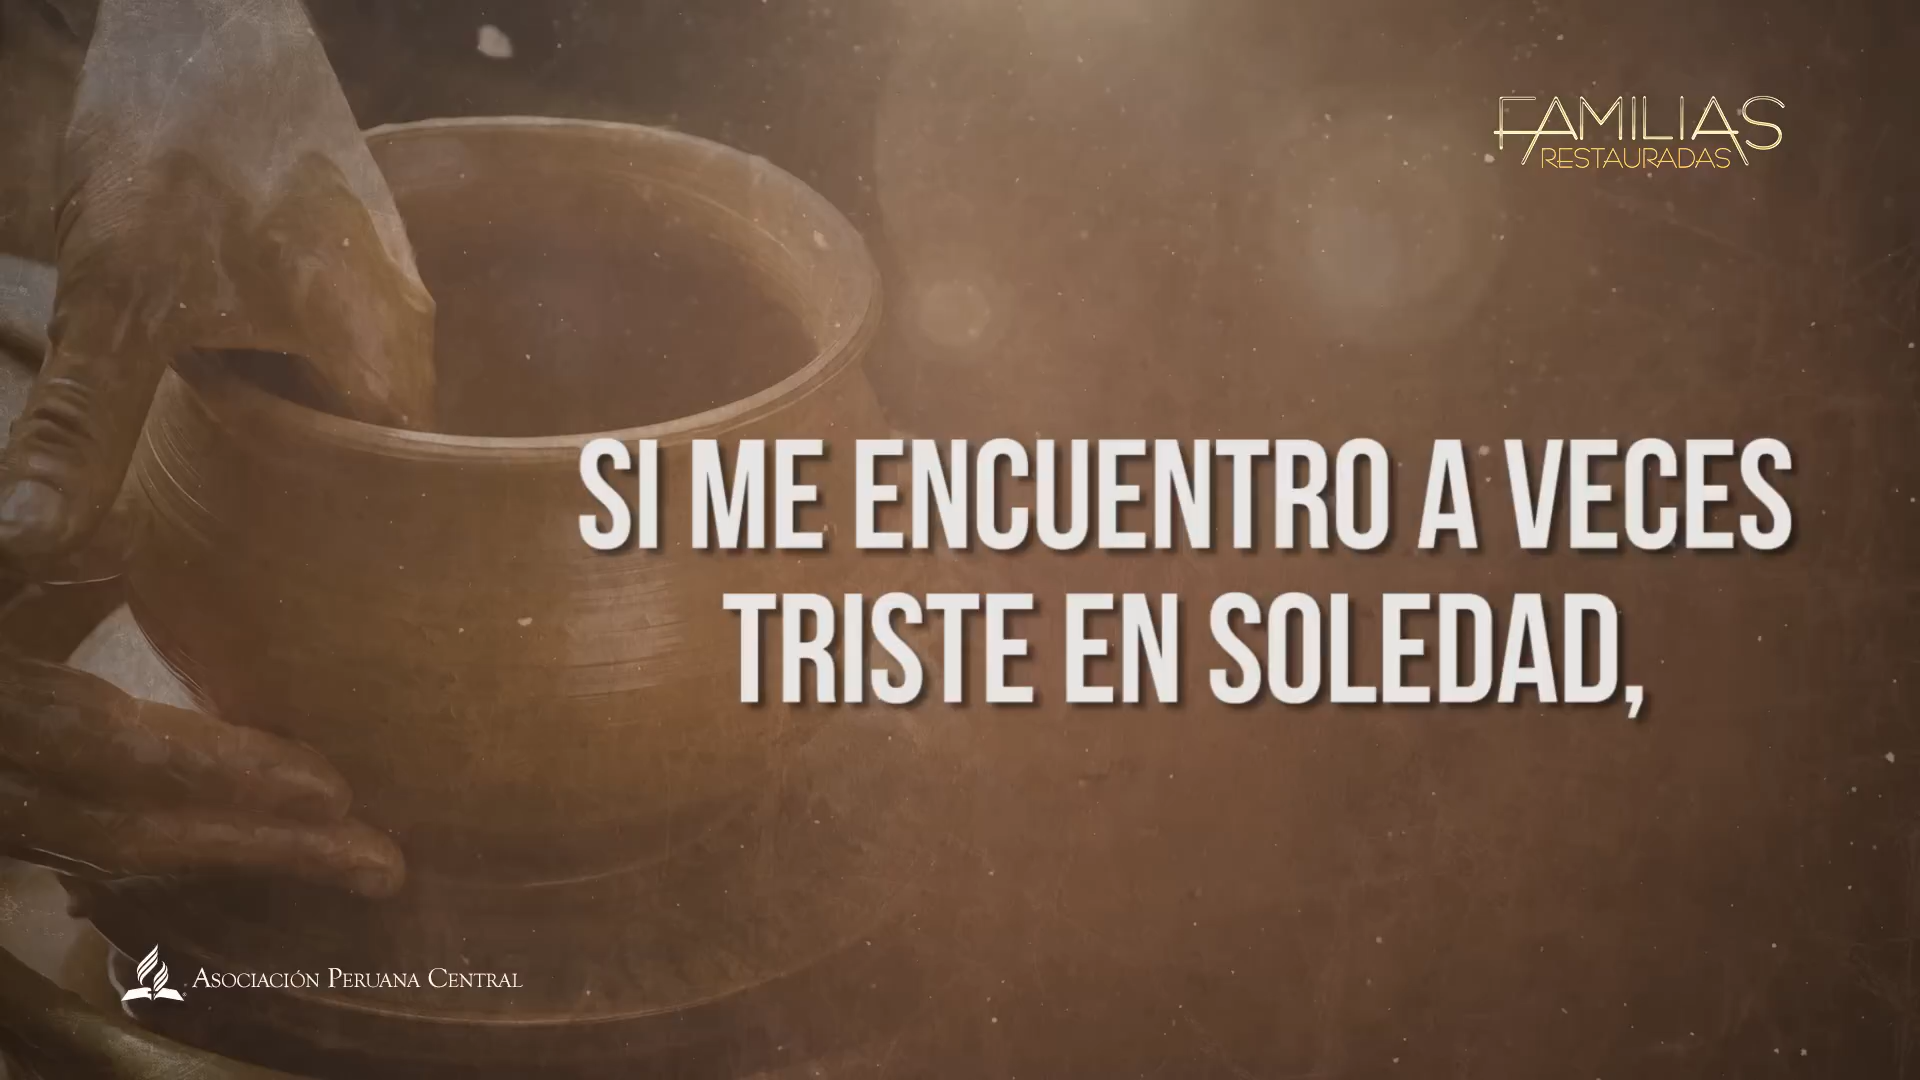 FAMILIAS
RESTAURADAS
SI ME ENCUENTRO A VECES
TRISTE EN SOLEDAD,
ASOCIACIÓN PERUANA CENTRAL